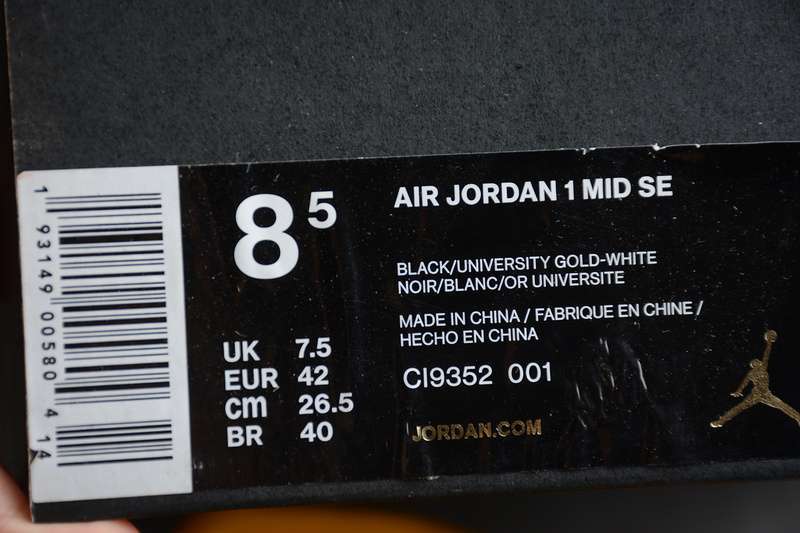 8 5
AIR JORDAN 1 MID SE
BLACK/UNIVERSITY GOLD-WHITE
NOIR/BLANC/OR UNIVERSITE
MADE IN CHINA / FABRIQUE EN CHINE /
HECHO EN CHINA
UK 7.5
EUR 42
cm 26.5
BR 40
CI9352 001
JORDAN.COM
1 93149 00580 4 14